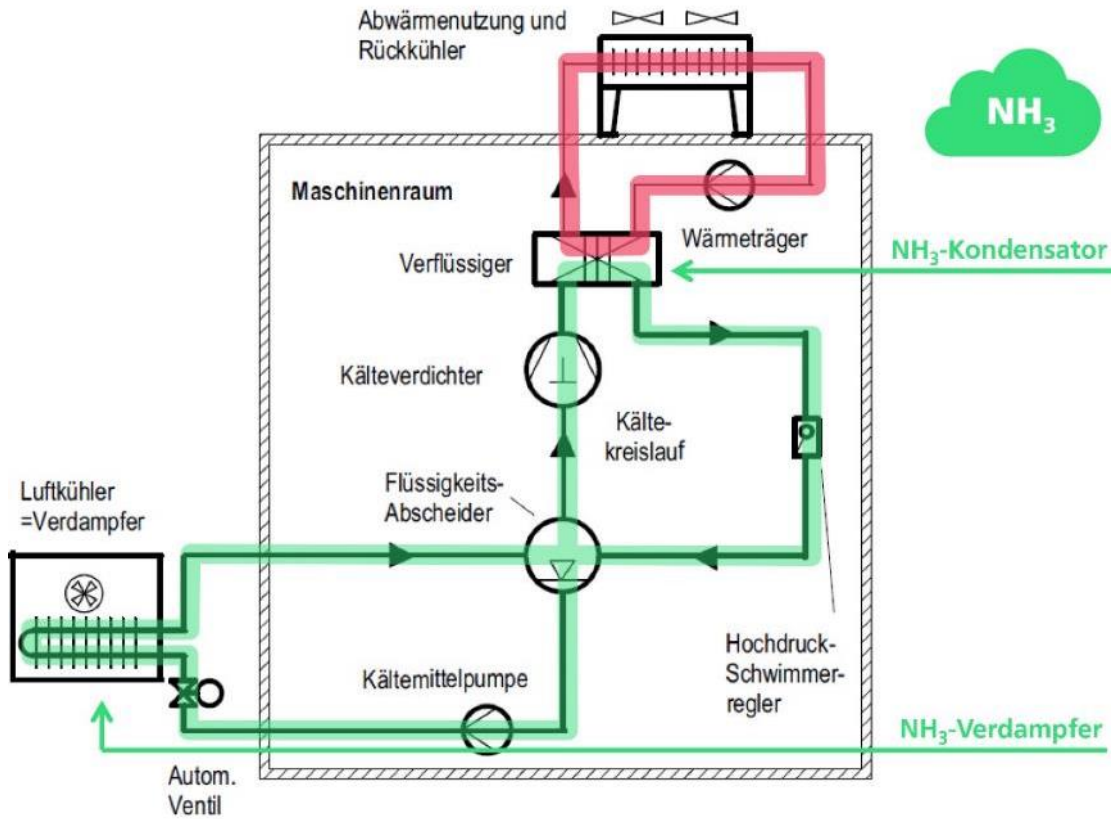 Abwärmenutzung und
Rückkühler
NH₃
Maschinenraum
Verflüssiger
Wärmeträger
NH₃-Kondensator
Kälteverdichter
Kälte-
kreislauf
Flüssigkeits-
Abscheider
Luftkühler
=Verdampfer
Hochdruck-
Schwimmer-
regler
Kältemittelpumpe
NH₃-Verdampfer
Autom.
Ventil